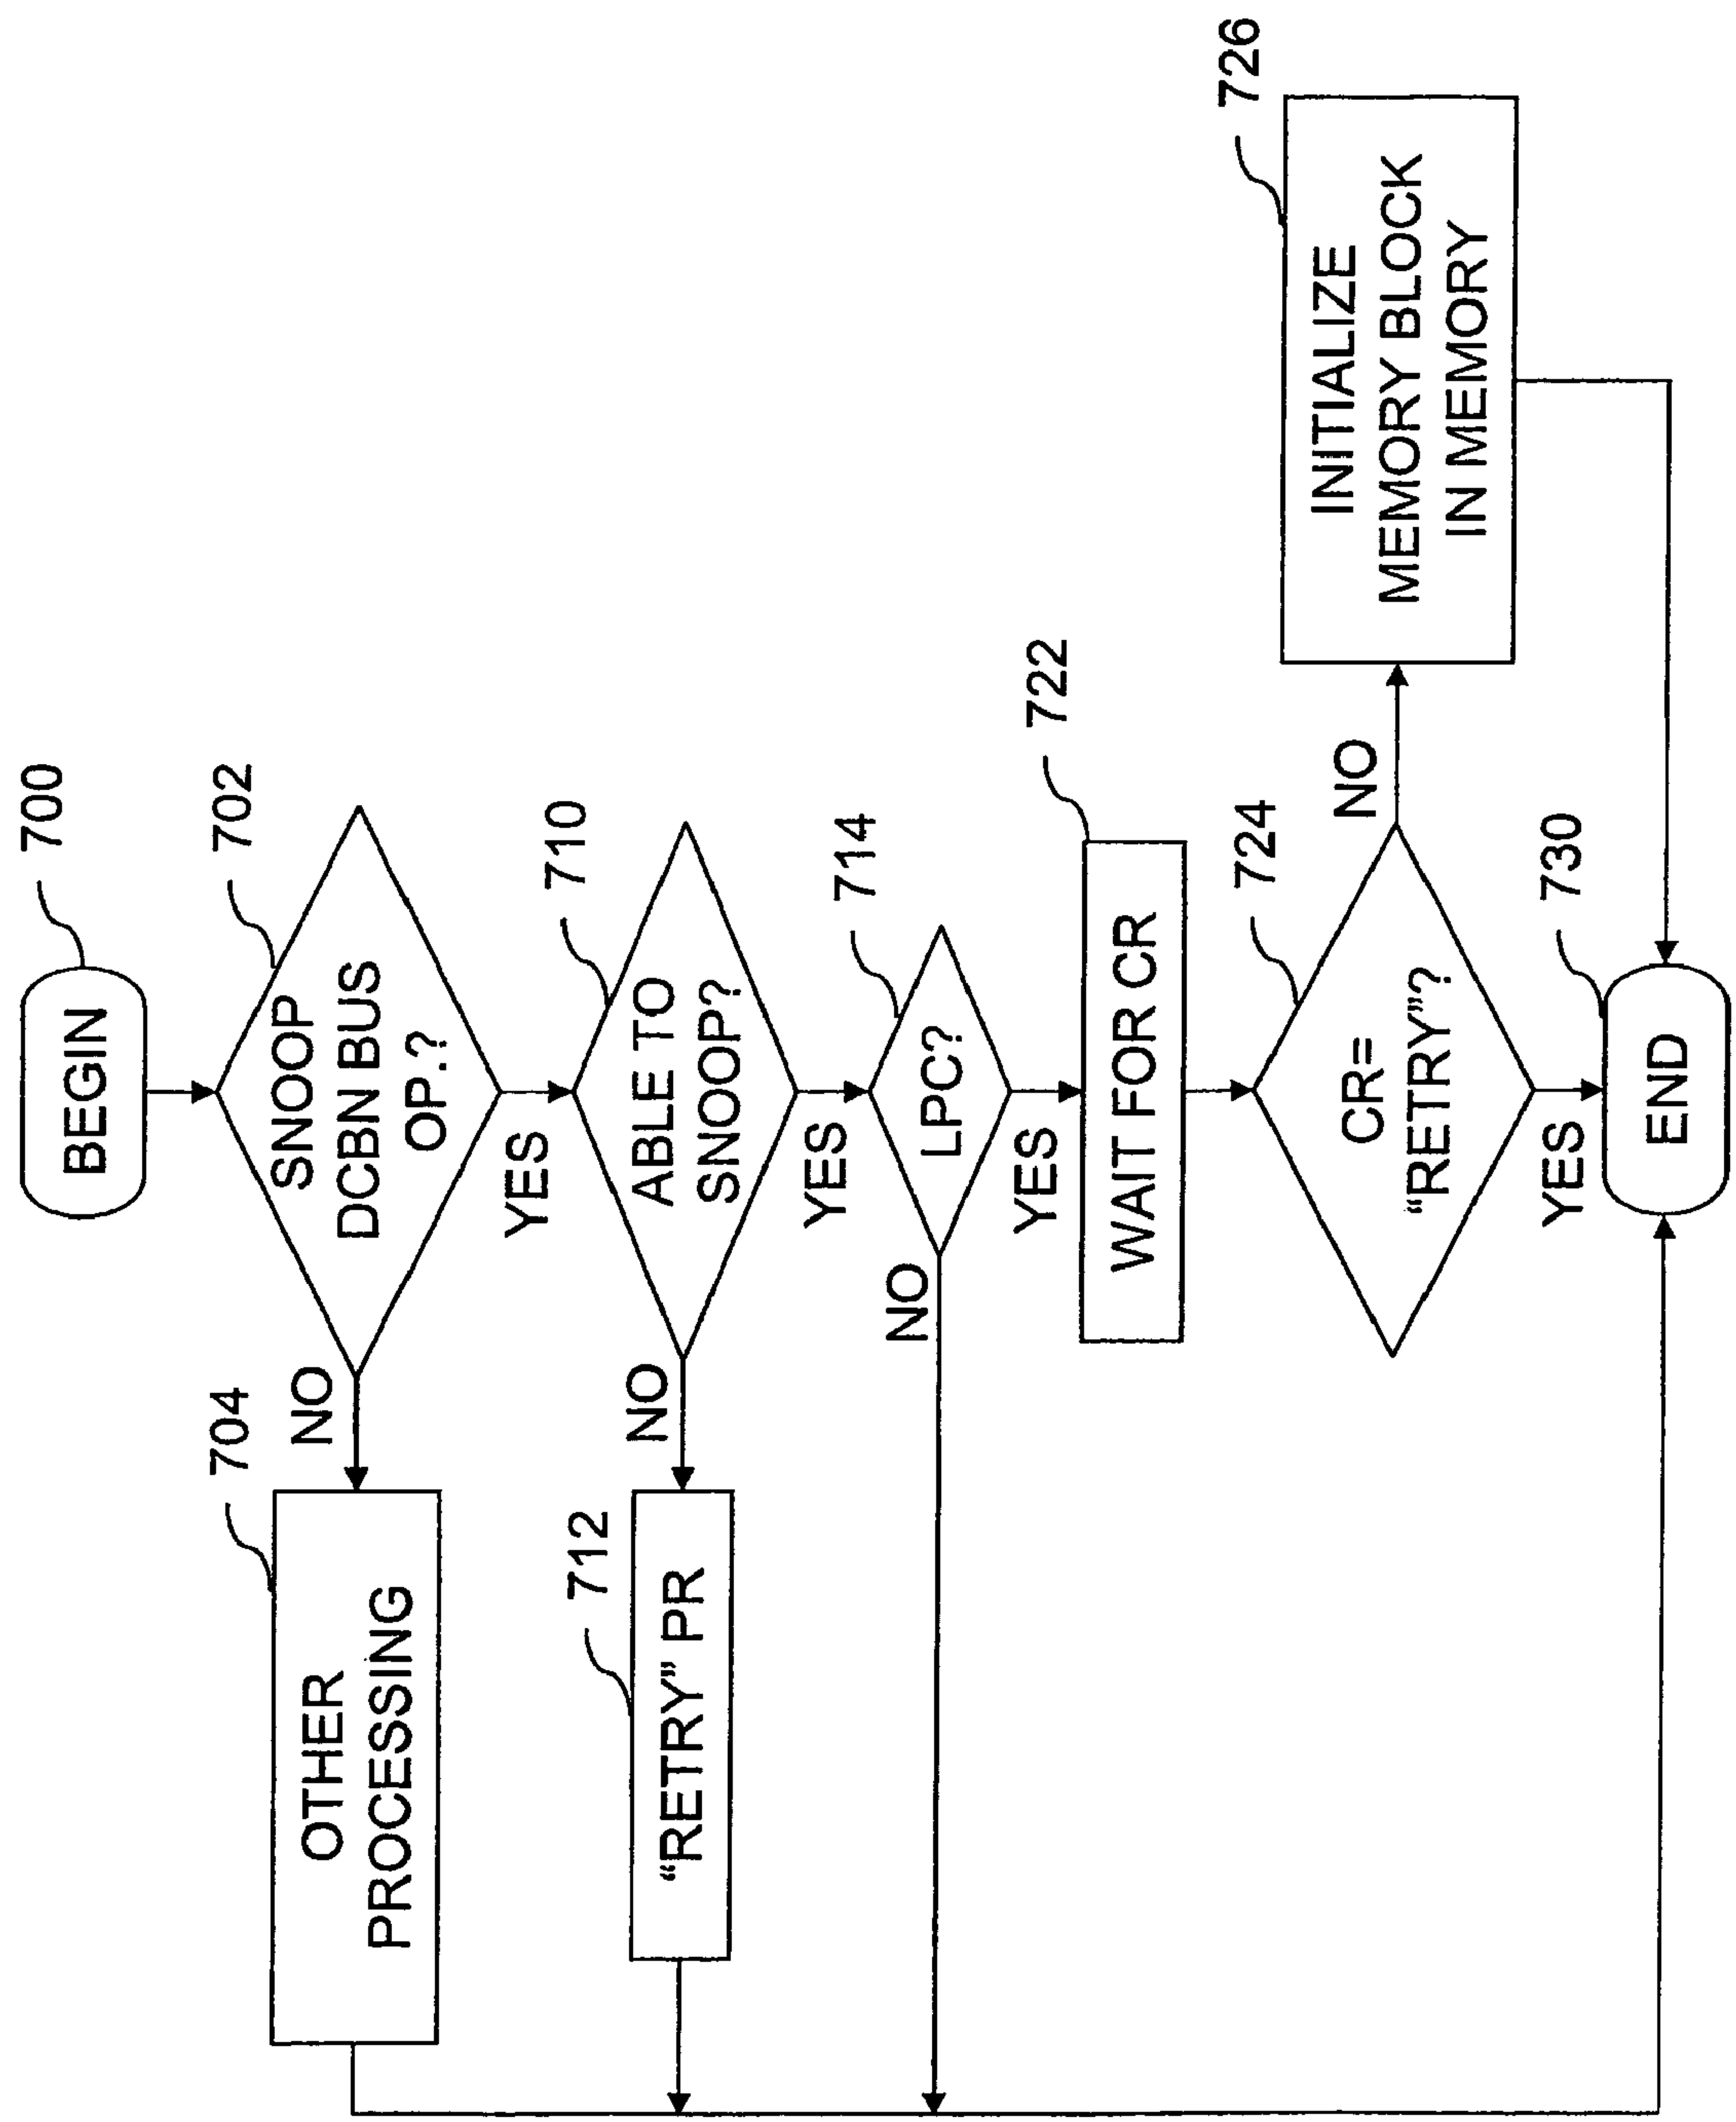 BEGIN
700
SNOOP
DCBN BUS
OP.?
702
NO
OTHER
PROCESSING
704
YES
ABLE TO
SNOOP?
710
NO
"RETRY" PR
712
YES
LPC?
714
NO
YES
WAIT FOR CR
722
CR=
"RETRY"?
724
NO
INITIALIZE
MEMORY BLOCK
IN MEMORY
726
YES
END
730